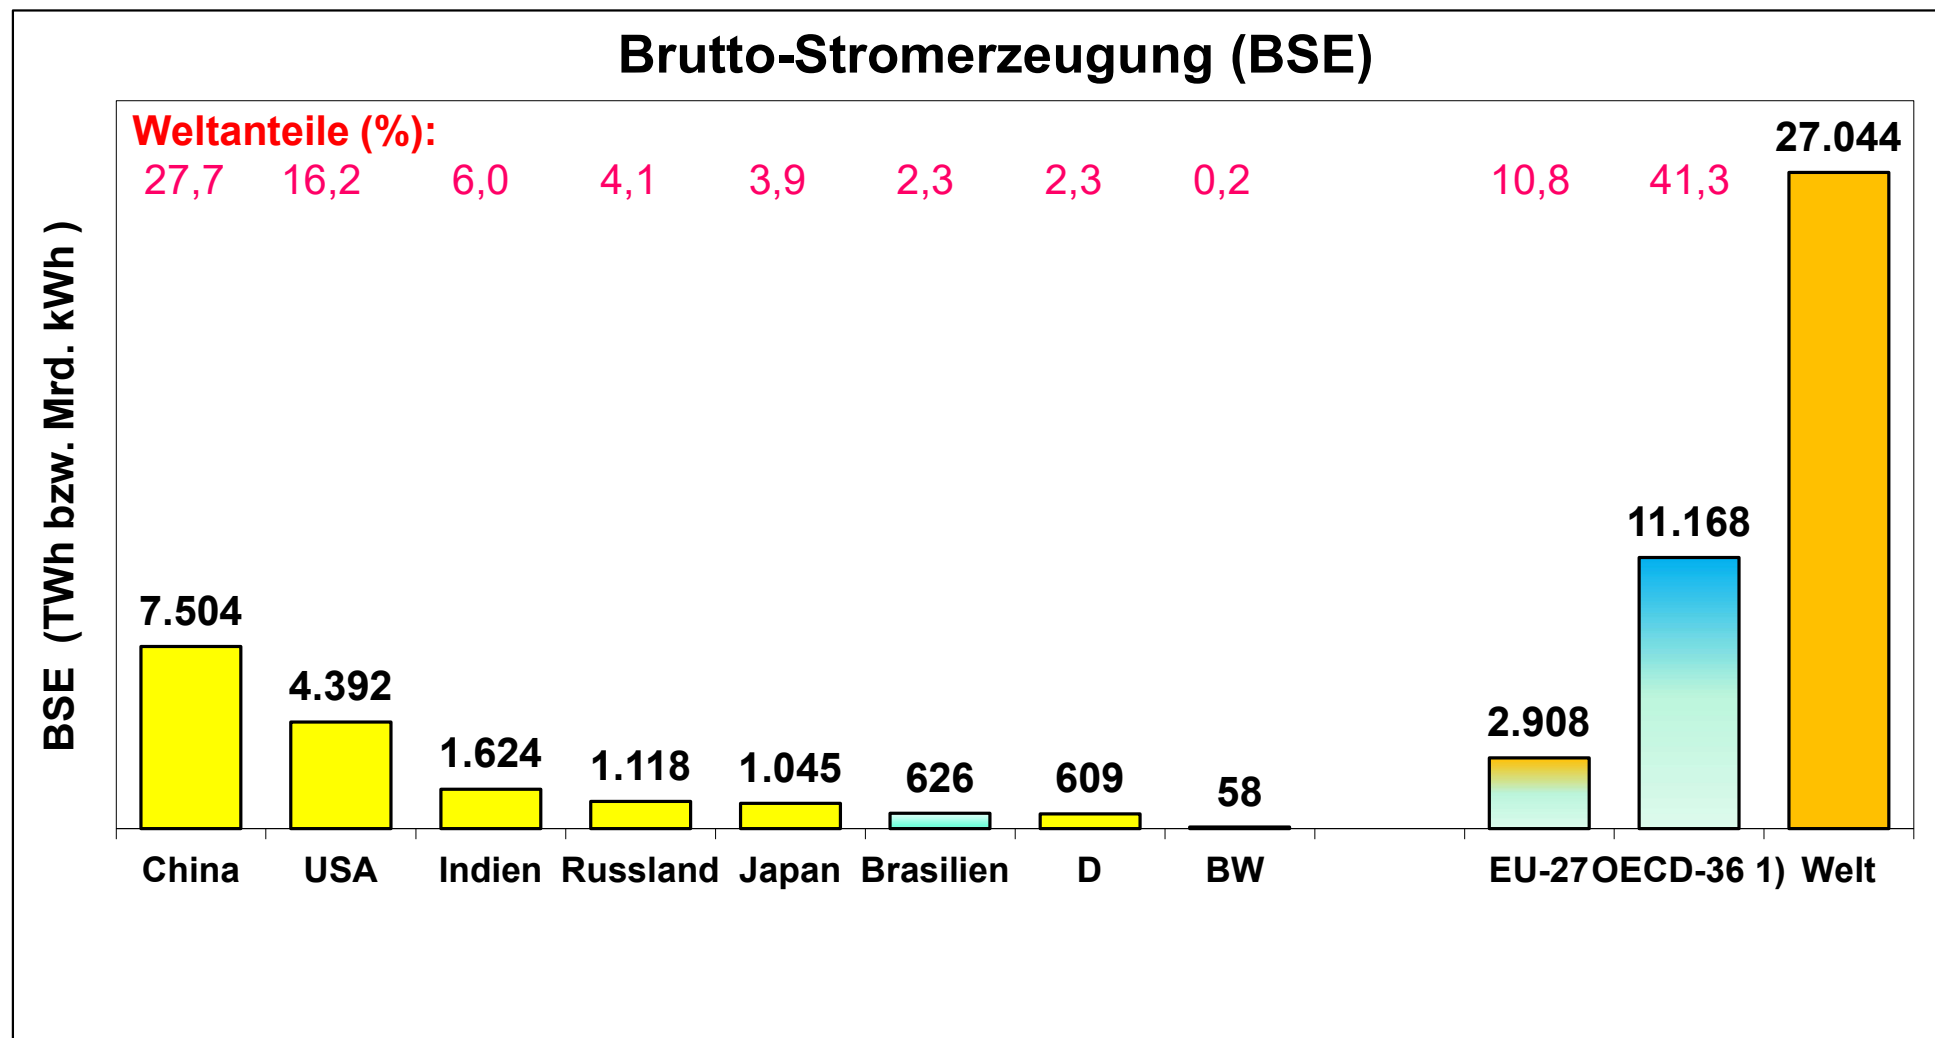 Brutto-Stromerzeugung (BSE)
Weltanteile (%):
27,7 16,2 6,0 4,1 3,9 2,3 2,3 0,2 10,8 41,3
27.044
11.168
7.504
4.392
2.908
1.624
1.118
1.045
626
609
58
BSE (TWh bzw. Mrd. kWh )
China USA Indien Russland Japan Brasilien D BW EU-27 OECD-36 1) Welt